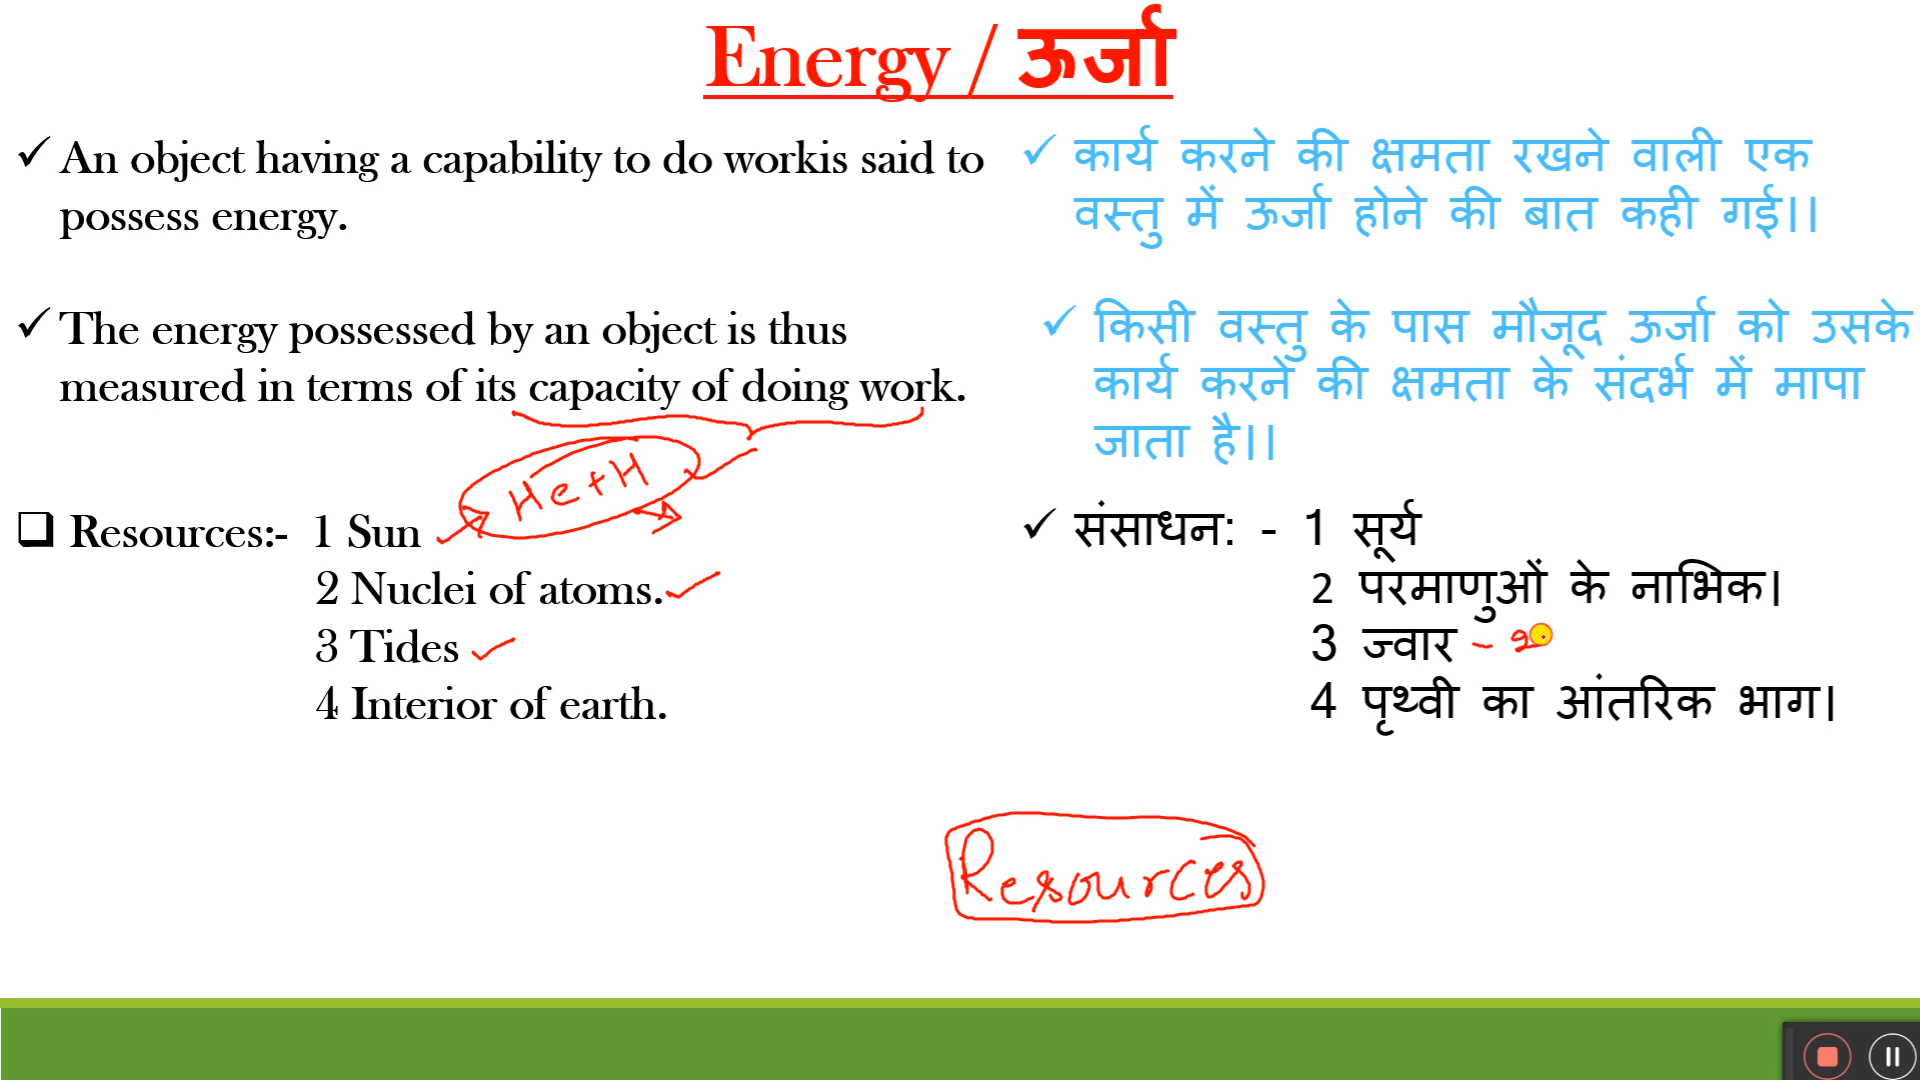 Energy / ऊर्जा
An object having a capability to do workis said to
possess energy.
The energy possessed by an object is thus
measured in terms of its capacity of doing work.
He+H
Resources:- 1 Sun
2 Nuclei of atoms.
3 Tides
4 Interior of earth.
कार्य करने की क्षमता रखने वाली एक
वस्तु में ऊर्जा होने की बात कही गई।।
किसी वस्तु के पास मौजूद ऊर्जा को उसके
कार्य करने की क्षमता के संदर्भ में मापा
जाता है।।
संसाधन: - 1 सूर्य
2 परमाणुओं के नाभिक।
3 ज्वार -
4 पृथ्वी का आंतरिक भाग।
Resources